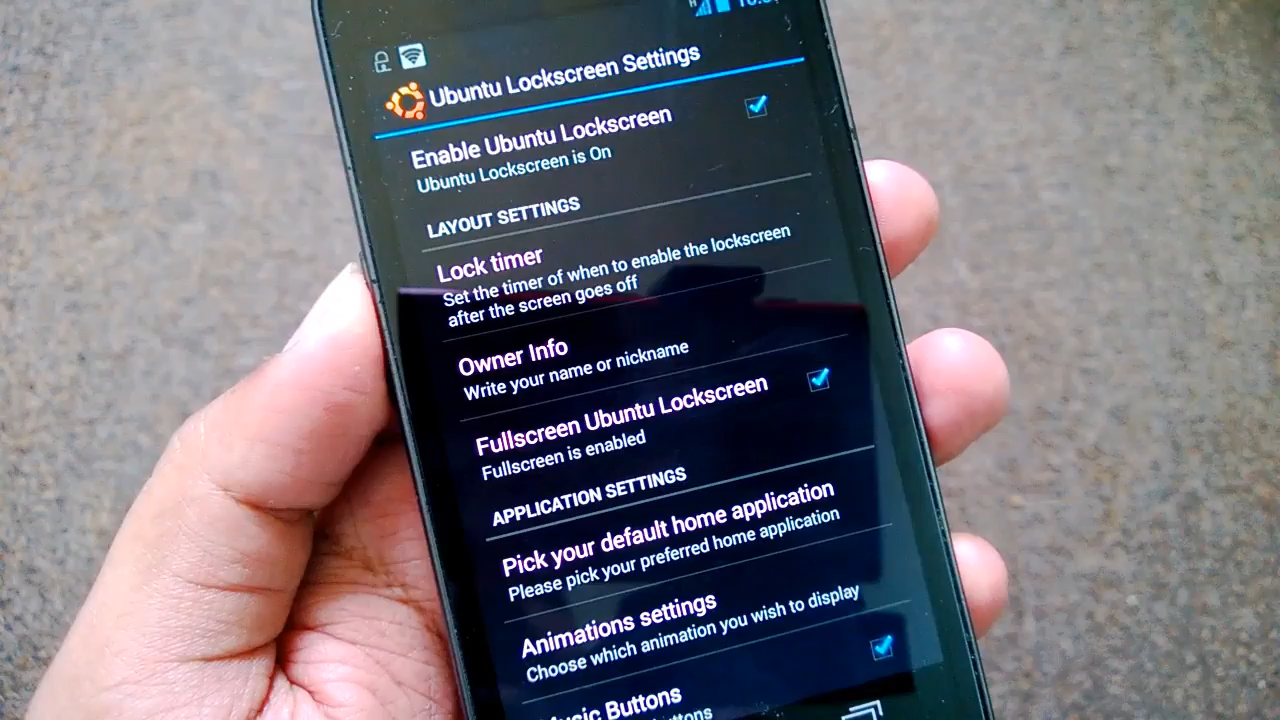 Ubuntu Lockscreen Settings
Enable Ubuntu Lockscreen
Ubuntu Lockscreen is On
LAYOUT SETTINGS
Lock timer
Set the timer of when to enable the lockscreen
after the screen goes off
Owner Info
Write your name or nickname
Fullscreen Ubuntu Lockscreen
Fullscreen is enabled
APPLICATION SETTINGS
Pick your default home application
Please pick your preferred home application
Animations settings
Choose which animation you wish to display
Music Buttons